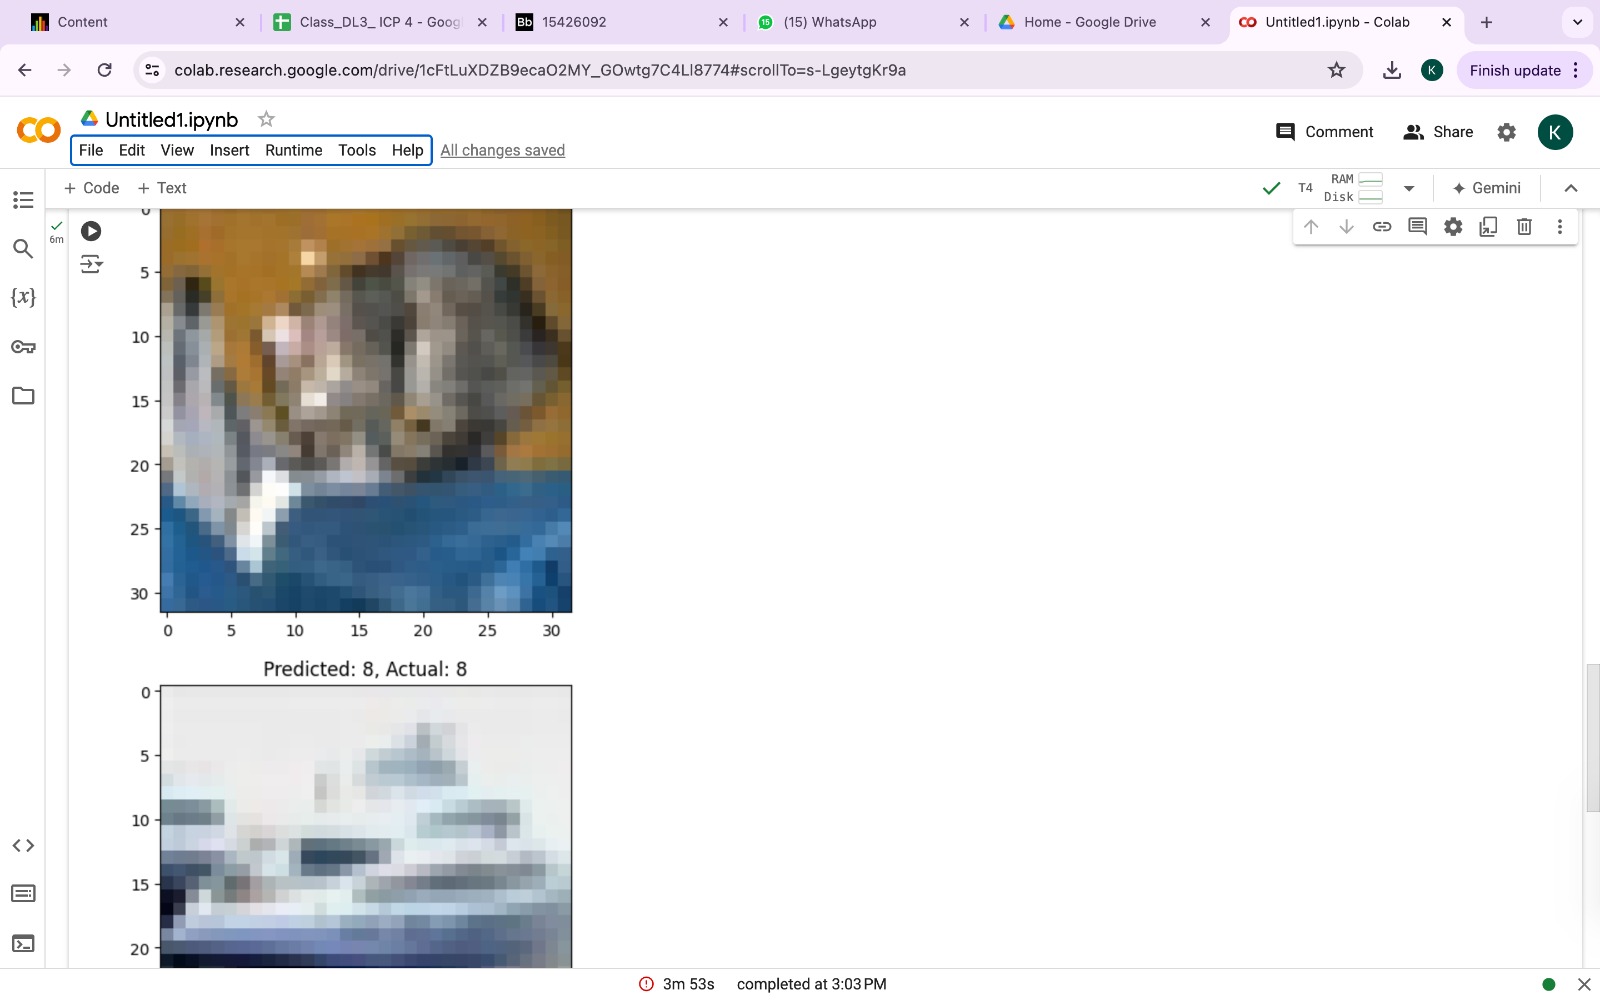 Content
Class_DL3_ ICP 4 - Goog
Bb 15426092
(15) WhatsApp
Home - Google Drive
Untitled1.ipynb - Colab
colab.research.google.com/drive/1cFtLuXDZB9ecaO2MY_GOwtg7C4Ll8774#scrollTo=s-LgeytgKr9a
K
Finish update
Untitled1.ipynb
File Edit View Insert Runtime Tools Help All changes saved
Comment
Share
K
+ Code + Text
T4
RAM
Disk
Gemini
{x}
6m
0
5
10
15
20
25
30
0 5 10 15 20 25 30
Predicted: 8, Actual: 8
0
5
10
15
20
3m 53s completed at 3:03 PM